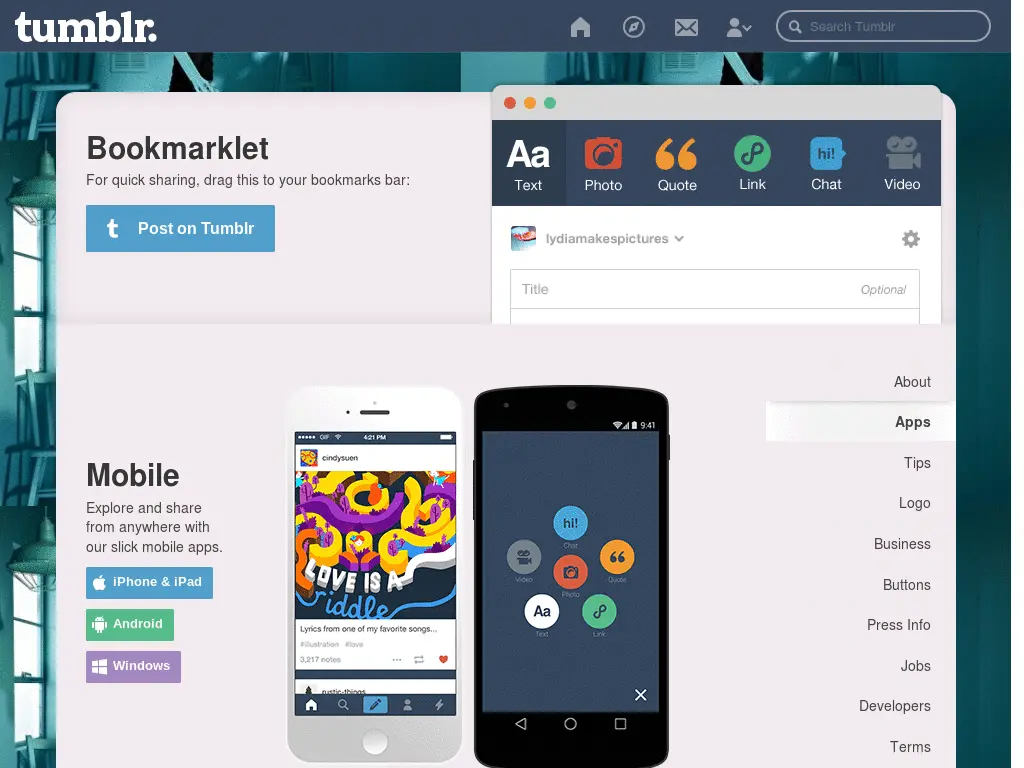 tumblr.
Search Tumblr
Bookmarklet
For quick sharing, drag this to your bookmarks bar:
t Post on Tumblr
Aa
Text
Photo
Quote
Link
hi!
Chat
Video
lydiamakespictures
Title
Optional
About
Apps
Tips
Logo
Business
Buttons
Press Info
Jobs
Developers
Terms
Mobile
Explore and share
from anywhere with
our slick mobile apps.
iPhone & iPad
Android
Windows
GIF 4:21 PM
cindysuen
LOVE IS A
riddle
Lyrics from one of my favorite songs...
#illustration #love
3,217 notes
rustic-things
9:41
hi!
Chat
Video
Quote
Photo
Aa
Text
Link